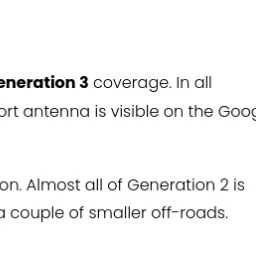 eneration 3 coverage. In all
ort antenna is visible on the Goog
on. Almost all of Generation 2 is
a couple of smaller off-roads.